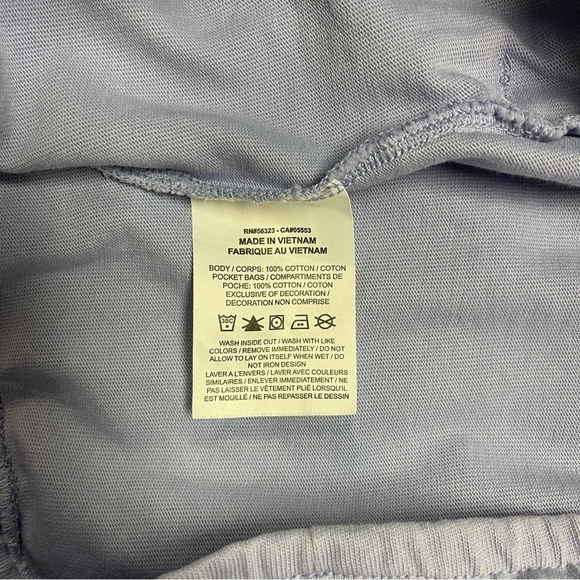 RN#56323 - CA#05553
MADE IN VIETNAM
FABRIQUE AU VIETNAM
BODY / CORPS: 100% COTTON / COTON
POCKET BAGS / COMPARTIMENTS DE
POCHE: 100% COTTON / COTON
EXCLUSIVE OF DECORATION /
DECORATION NON COMPRISE
30C
WASH INSIDE OUT / WASH WITH LIKE
COLORS / REMOVE IMMEDIATELY / DO NOT
ALLOW TO LAY ON ITSELF WHEN WET / DO
NOT IRON DESIGN
LAVER A L'ENVERS / LAVER AVEC COULEURS
SIMILAIRES / ENLEVER IMMÉDIATEMENT / NE
PAS LAISSER LE VÊTEMENT PLIÉ LORSQU'IL
EST MOUILLÉ / NE PAS REPASSER LE DESSIN